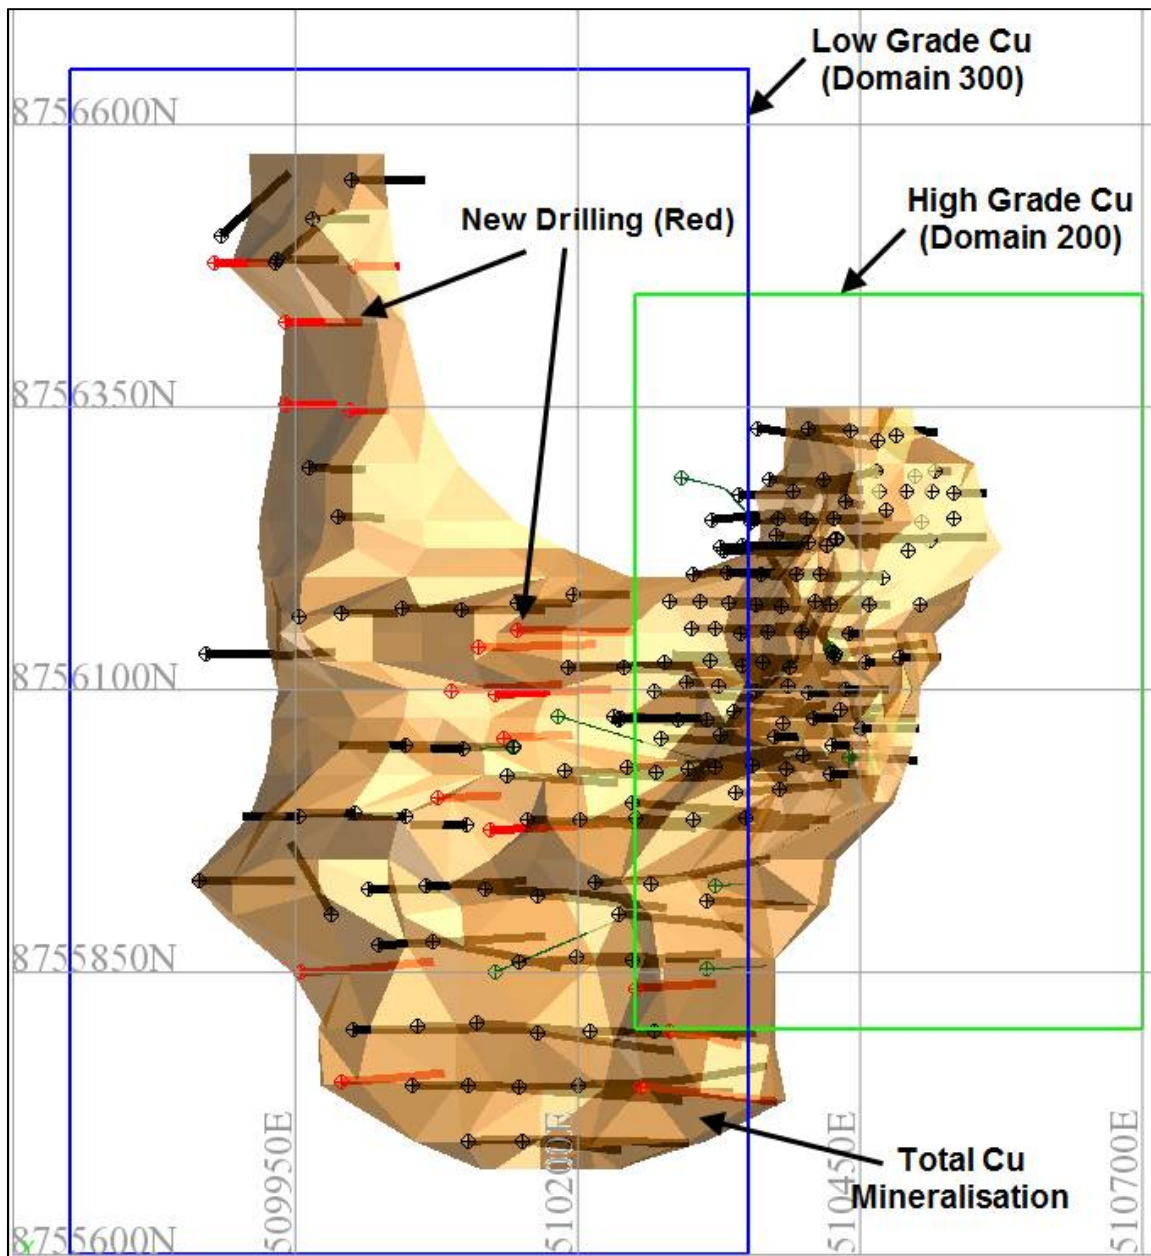 Low Grade Cu
(Domain 300)
8756600N
High Grade Cu
(Domain 200)
New Drilling (Red)
8756350N
8756100N
8755850N
509950E
510200E
510450E
510700E
Total Cu
Mineralisation
8755600N
Y